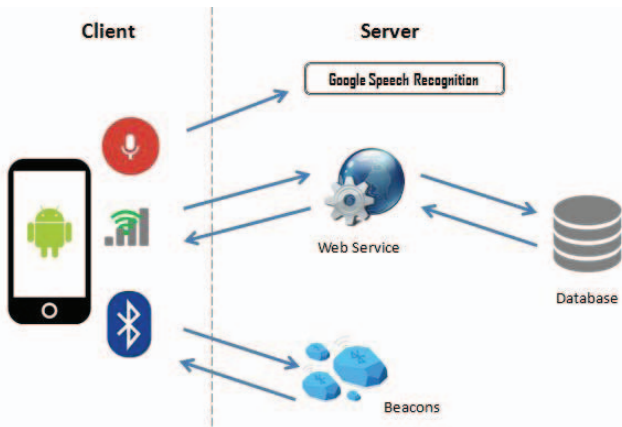 Client
Server
Google Speech Recognition
Web Service
Database
Beacons